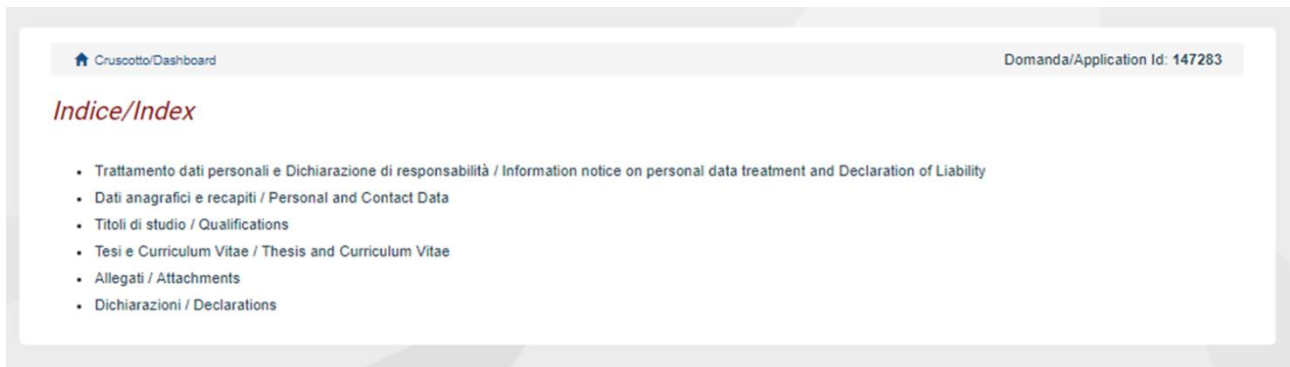 Cruscotto/Dashboard
Domanda/Application Id: 147283
Indice/Index
Trattamento dati personali e Dichiarazione di responsabilità / Information notice on personal data treatment and Declaration of Liability
Dati anagrafici e recapiti / Personal and Contact Data
Titoli di studio / Qualifications
Tesi e Curriculum Vitae / Thesis and Curriculum Vitae
Allegati / Attachments
Dichiarazioni / Declarations